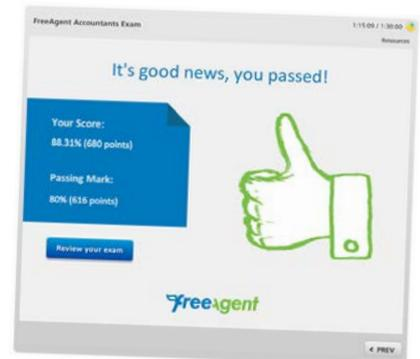 FreeAgent Accountants Exam
1:15:09 / 1:30:00
Resources
It's good news, you passed!
Your Score:
88.31% (680 points)
Passing Mark:
80% (616 points)
Review your exam
freeagent
PREV